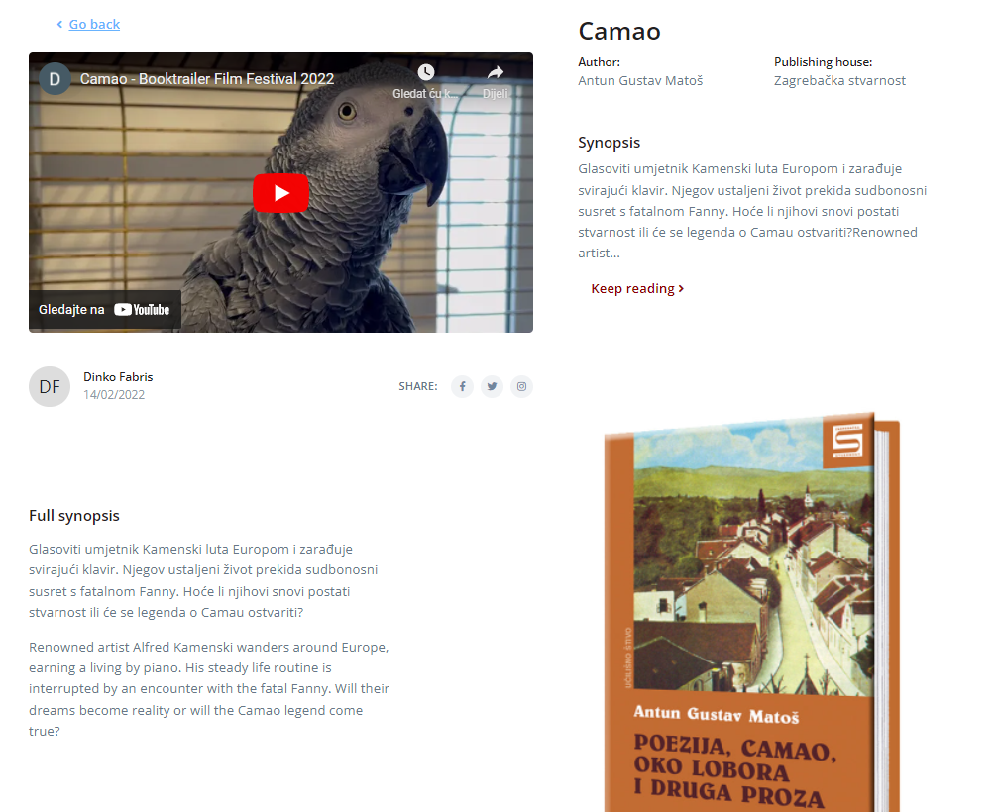 Go back
D
Camao - Booktrailer Film Festival 2022
Gledat ću k...
Dijeli
Gledajte na YouTube
DF
Dinko Fabris
14/02/2022
SHARE:
Full synopsis
Glasoviti umjetnik Kamenski luta Europom i zarađuje
svirajući klavir. Njegov ustaljeni život prekida sudbonosni
susret s fatalnom Fanny. Hoće li njihovi snovi postati
stvarnost ili će se legenda o Camau ostvariti?
Renowned artist Alfred Kamenski wanders around Europe,
earning a living by piano. His steady life routine is
interrupted by an encounter with the fatal Fanny. Will their
dreams become reality or will the Camao legend come
true?
Camao
Author:
Antun Gustav Matoš
Publishing house:
Zagrebačka stvarnost
Synopsis
Glasoviti umjetnik Kamenski luta Europom i zarađuje
svirajući klavir. Njegov ustaljeni život prekida sudbonosni
susret s fatalnom Fanny. Hoće li njihovi snovi postati
stvarnost ili će se legenda o Camau ostvariti?Renowned
artist...
Keep reading
S
UČILIŠNO ŠTIVO
Antun Gustav Matoš
POEZIJA, CAMAO,
OKO LOBORA
I DRUGA PROZA